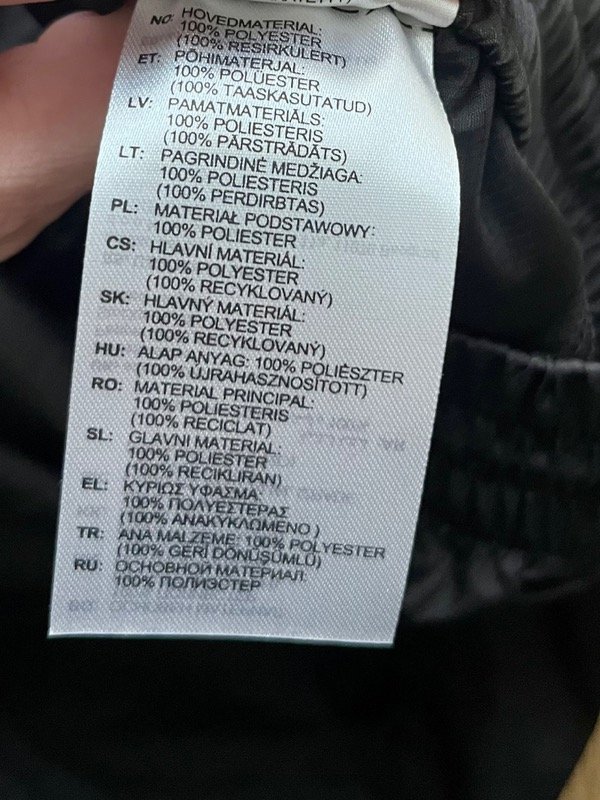 NO: HOVEDMATERIAL:
100% POLYESTER
(100% RESIRKULERT)
ET: PÕHIMATERJAL:
100% POLÜESTER
(100% TAASKASUTATUD)
LV: PAMATMATERIĀLS:
100% POLIESTERIS
(100% PĀRSTRĀDĀTS)
LT: PAGRINDINĖ MEDŽIAGA:
100% POLIESTERIS
(100% PERDIRBTAS)
PL: MATERIAŁ PODSTAWOWY:
100% POLIESTER
CS: HLAVNÍ MATERIÁL:
100% POLYESTER
(100% RECYKLOVANÝ)
SK: HLAVNÝ MATERIÁL:
100% POLYESTER
(100% RECYKLOVANÝ)
HU: ALAP ANYAG: 100% POLIÉSZTER
(100% ÚJRAHASZNOSÍTOTT)
RO: MATERIAL PRINCIPAL:
100% POLIESTERIS
(100% RECICLAT)
SL: GLAVNI MATERIAL:
100% POLIESTER
(100% RECIKLIRAN)
EL: ΚΥΡΙΩΣ ΥΦΑΣΜΑ:
100% ΠΟΛΥΕΣΤΕΡΑΣ
(100% ΑΝΑΚΥΚΛΩΜΕΝΟ )
TR: ANA MALZEME: 100% POLYESTER
(100% GERİ DÖNÜŞÜMLÜ)
RU: ОСНОВНОЙ МАТЕРИАЛ:
100% ПОЛИЭСТЕР